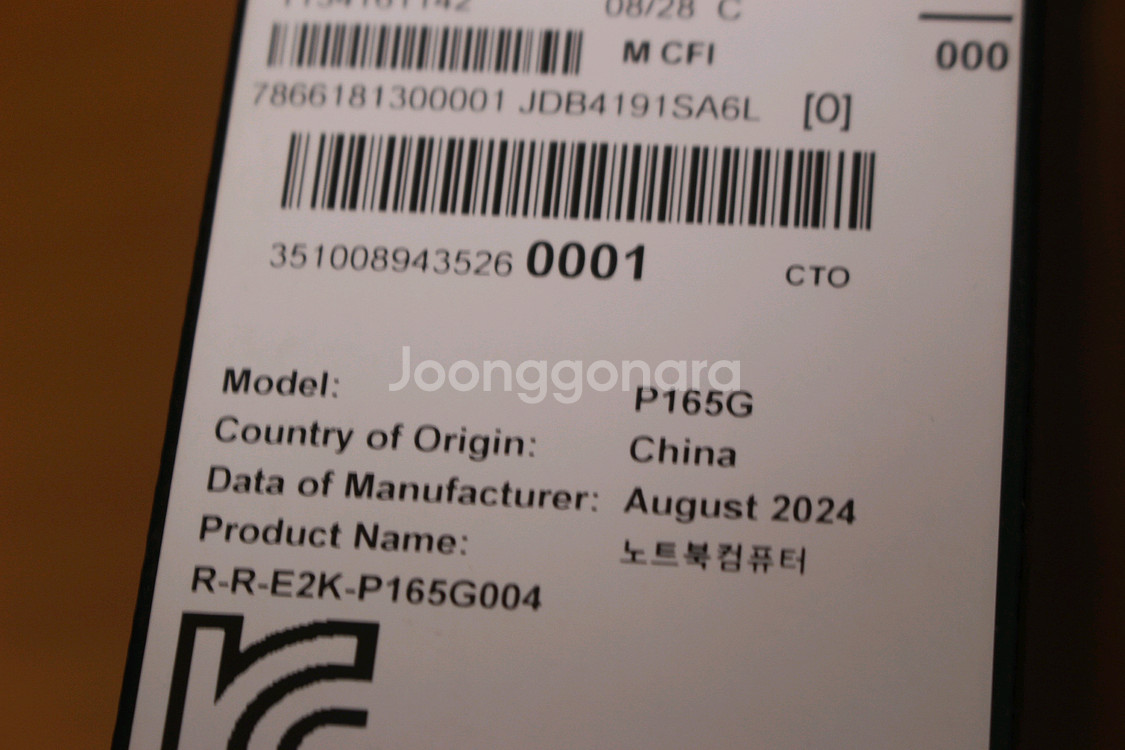 08/28 C
M CFI
000
7866181300001 JDB4191SA6L [O]
351008943526 0001 CTO
Joonggonara
Model: P165G
Country of Origin: China
Data of Manufacturer: August 2024
Product Name: 노트북컴퓨터
R-R-E2K-P165G004